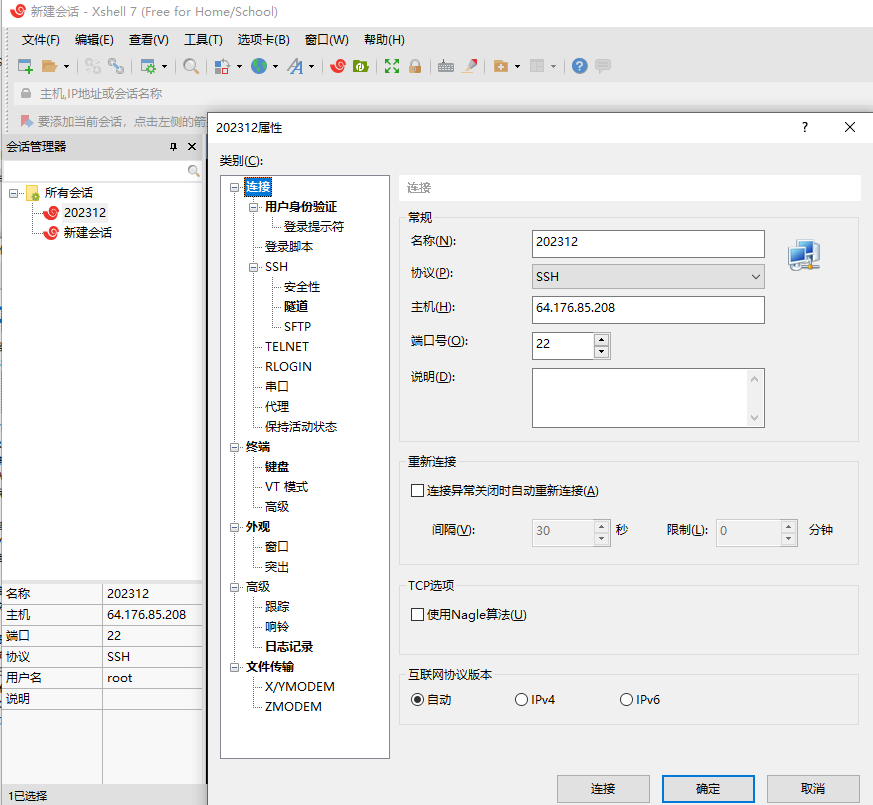 新建会话 - Xshell 7 (Free for Home/School)
文件(F) 编辑(E) 查看(V) 工具(T) 选项卡(B) 窗口(W) 帮助(H)
主机,IP地址或会话名称
要添加当前会话，点击左侧的箭
会话管理器
所有会话
202312
新建会话
名称 202312
主机 64.176.85.208
端口 22
协议 SSH
用户名 root
说明
1已选择
202312属性
类别(C):
连接
用户身份验证
登录提示符
登录脚本
SSH
安全性
隧道
SFTP
TELNET
RLOGIN
串口
代理
保持活动状态
终端
键盘
VT 模式
高级
外观
窗口
突出
高级
跟踪
响铃
日志记录
文件传输
X/YMODEM
ZMODEM
连接
常规
名称(N): 202312
协议(P): SSH
主机(H): 64.176.85.208
端口号(O): 22
说明(D):
重新连接
连接异常关闭时自动重新连接(A)
间隔(V): 30 秒 限制(L): 0 分钟
TCP选项
使用Nagle算法(U)
互联网协议版本
自动 IPv4 IPv6
连接 确定 取消